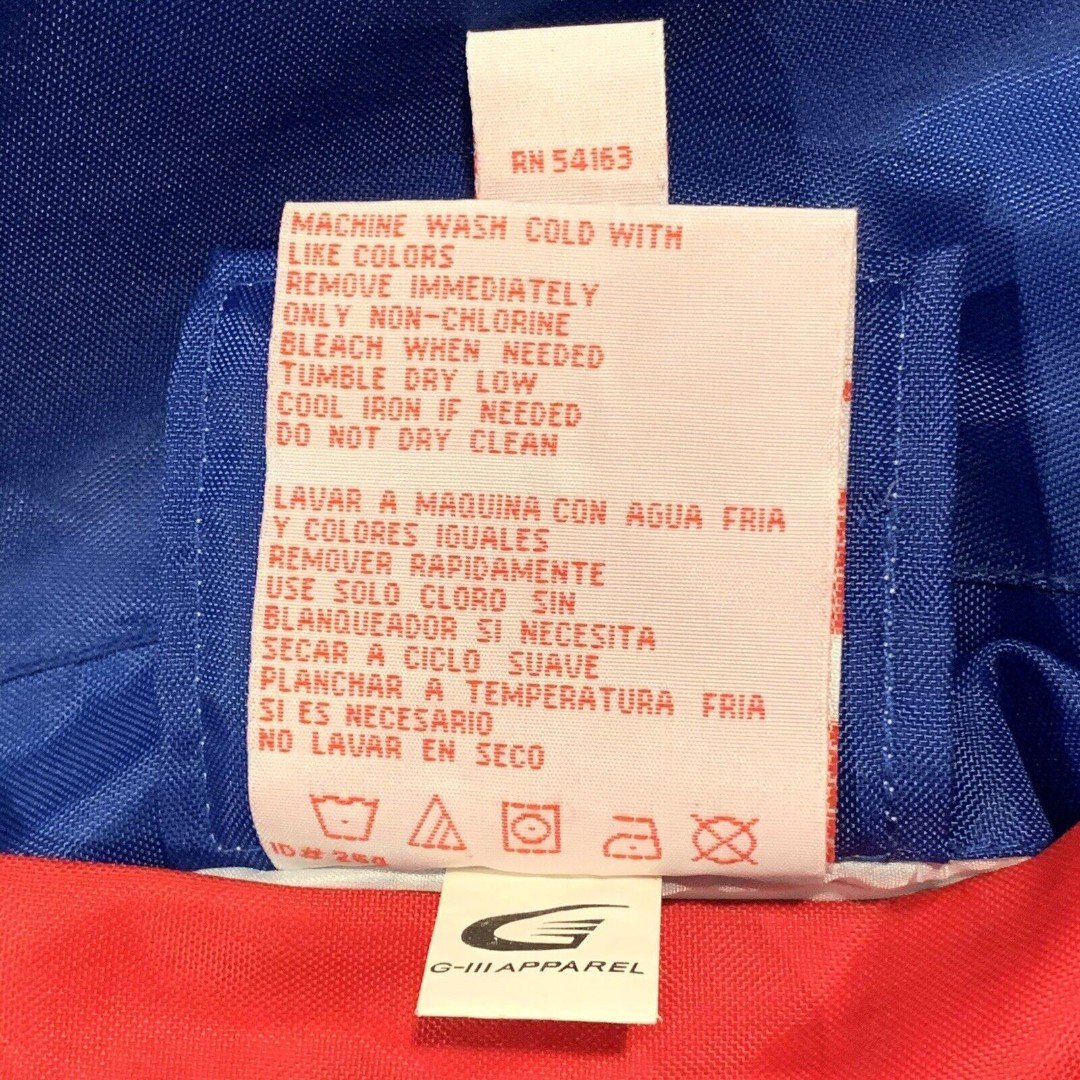 RN 54163
MACHINE WASH COLD WITH
LIKE COLORS
REMOVE IMMEDIATELY
ONLY NON-CHLORINE
BLEACH WHEN NEEDED
TUMBLE DRY LOW
COOL IRON IF NEEDED
DO NOT DRY CLEAN
LAVAR A MAQUINA CON AGUA FRIA
Y COLORES IGUALES
REMOVER RAPIDAMENTE
USE SOLO CLORO SIN
BLANQUEADOR SI NECESITA
SECAR A CICLO SUAVE
PLANCHAR A TEMPERATURA FRIA
SI ES NECESARIO
NO LAVAR EN SECO
ID#
G-III APPAREL